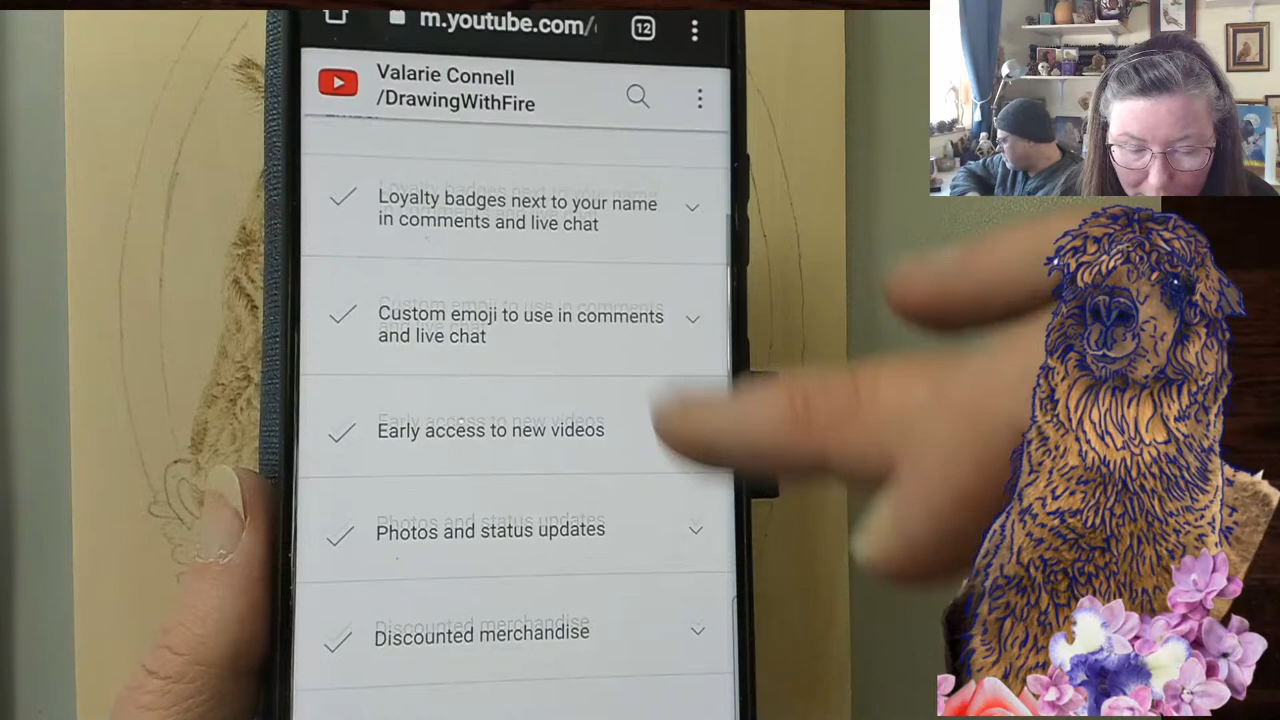 m.youtube.com/
12
Valarie Connell
/DrawingWithFire
Loyalty badges next to your name
in comments and live chat
Custom emoji to use in comments
and live chat
Early access to new videos
Photos and status updates
Discounted merchandise